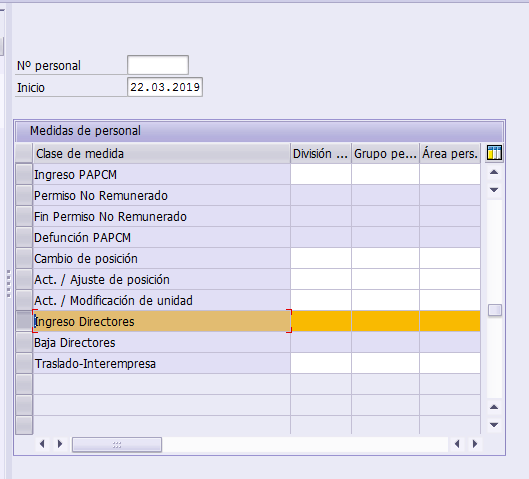 Nº personal
Inicio 22.03.2019
Medidas de personal
Clase de medida División ... Grupo pe... Área pers.
Ingreso PAPCM
Permiso No Remunerado
Fin Permiso No Remunerado
Defunción PAPCM
Cambio de posición
Act. / Ajuste de posición
Act. / Modificación de unidad
Ingreso Directores
Baja Directores
Traslado-Interempresa